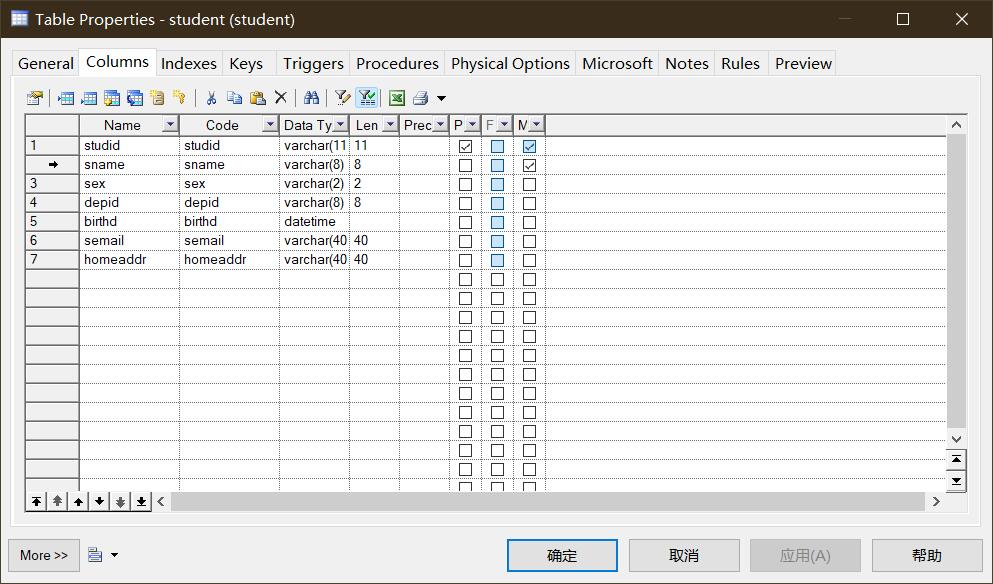 Table Properties - student (student)
General Columns Indexes Keys Triggers Procedures Physical Options Microsoft Notes Rules Preview
Name Code Data Ty Len Prec P F M
1 studid studid varchar(11 11
sname sname varchar(8) 8
3 sex sex varchar(2) 2
4 depid depid varchar(8) 8
5 birthd birthd datetime
6 semail semail varchar(40 40
7 homeaddr homeaddr varchar(40 40
More >> 确定 取消 应用(A) 帮助